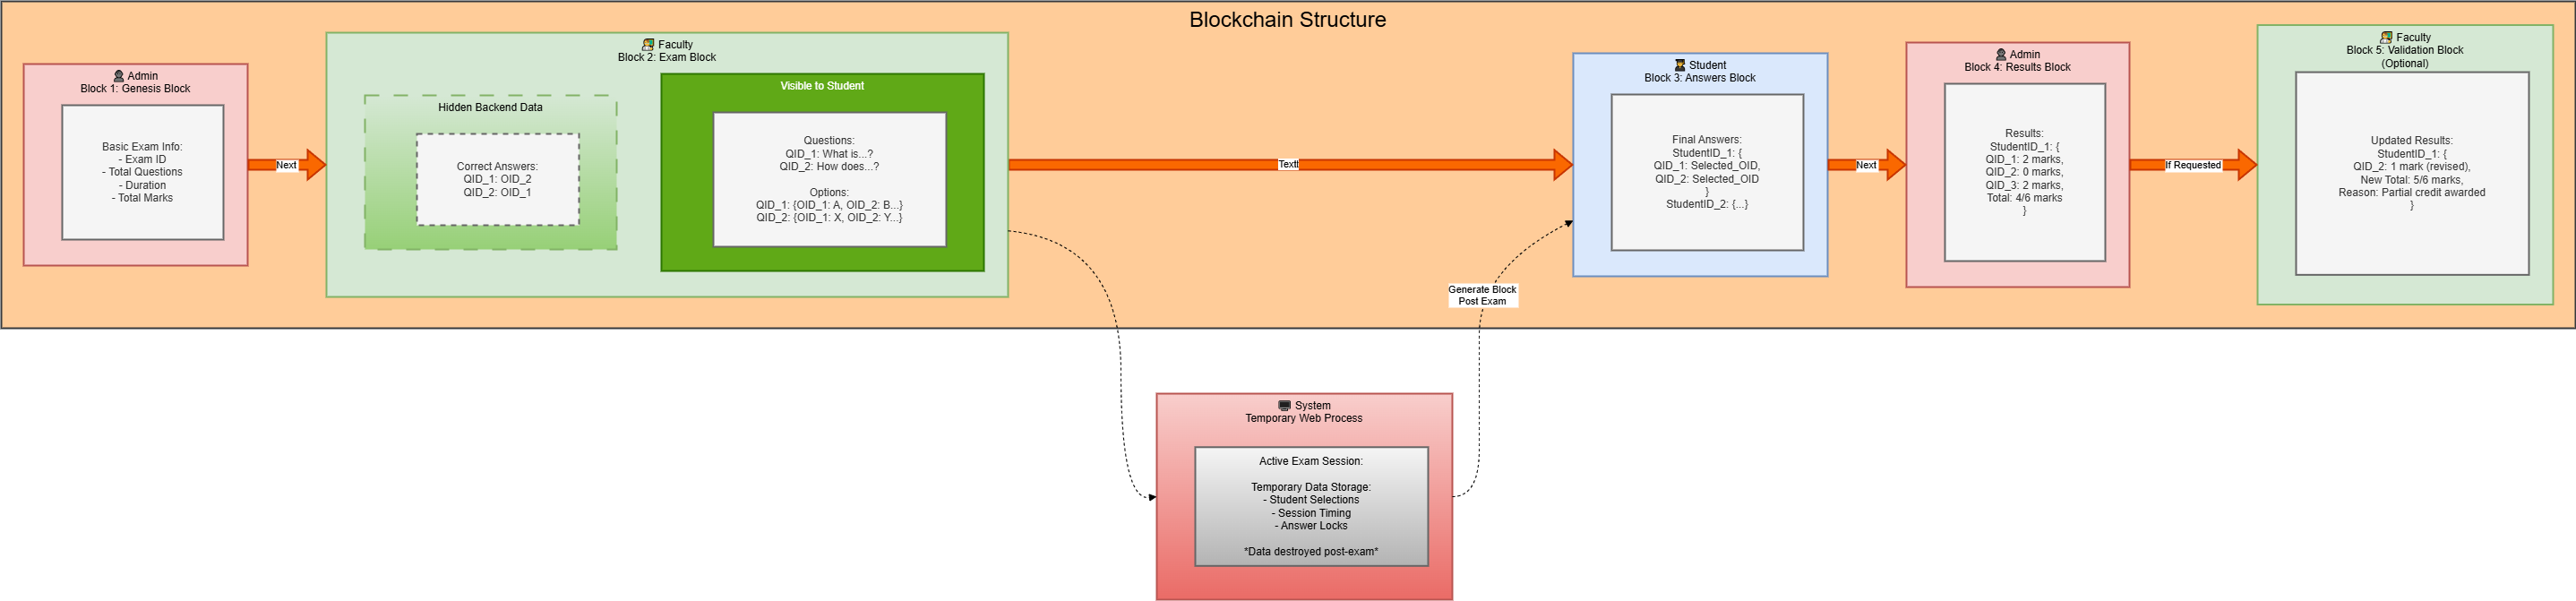 Blockchain Structure
Admin
Block 1: Genesis Block
Basic Exam Info:
- Exam ID
- Total Questions
- Duration
- Total Marks
Next
Faculty
Block 2: Exam Block
Hidden Backend Data
Correct Answers:
QID_1: OID_2
QID_2: OID_1
Visible to Student
Questions:
QID_1: What is...?
QID_2: How does...?
Options:
QID_1: {OID_1: A, OID_2: B...}
QID_2: {OID_1: X, OID_2: Y...}
Textt
Student
Block 3: Answers Block
Final Answers:
StudentID_1: {
QID_1: Selected_OID,
QID_2: Selected_OID
}
StudentID_2: {...}
Next
Admin
Block 4: Results Block
Results:
StudentID_1: {
QID_1: 2 marks,
QID_2: 0 marks,
QID_3: 2 marks,
Total: 4/6 marks
}
If Requested
Faculty
Block 5: Validation Block
(Optional)
Updated Results:
StudentID_1: {
QID_2: 1 mark (revised),
New Total: 5/6 marks,
Reason: Partial credit awarded
}
Generate Block
Post Exam
System
Temporary Web Process
Active Exam Session:
Temporary Data Storage:
- Student Selections
- Session Timing
- Answer Locks
*Data destroyed post-exam*